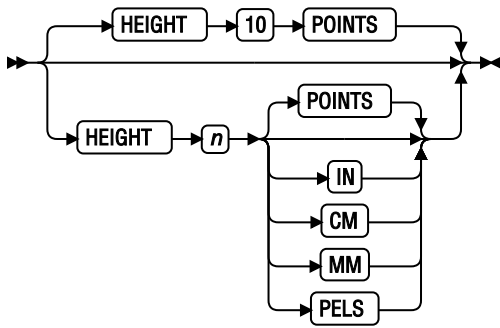 HEIGHT 10 POINTS
POINTS
HEIGHT n
IN
CM
MM
PELS